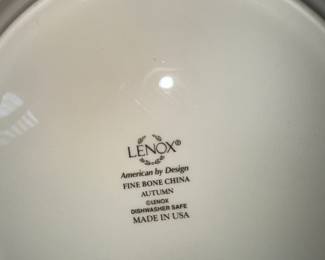 LENOX®
American by Design
FINE BONE CHINA
AUTUMN
©LENOX
DISHWASHER SAFE
MADE IN USA